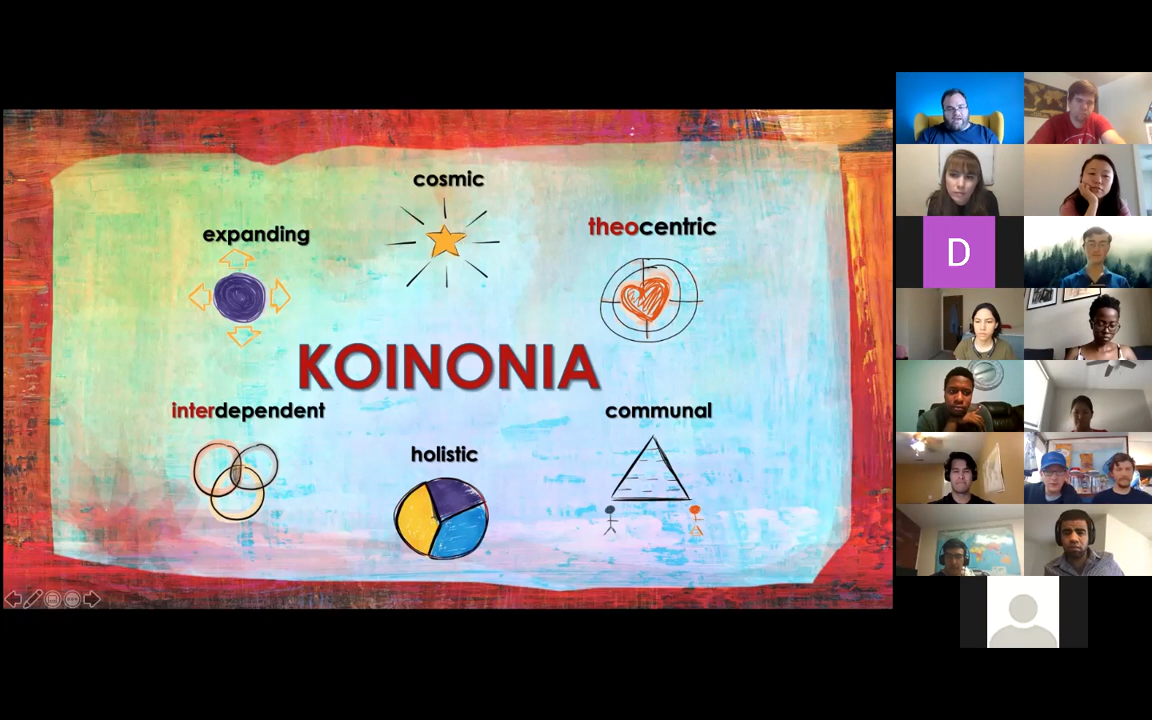 cosmic
expanding
theocentric
KOINONIA
interdependent
communal
holistic
D